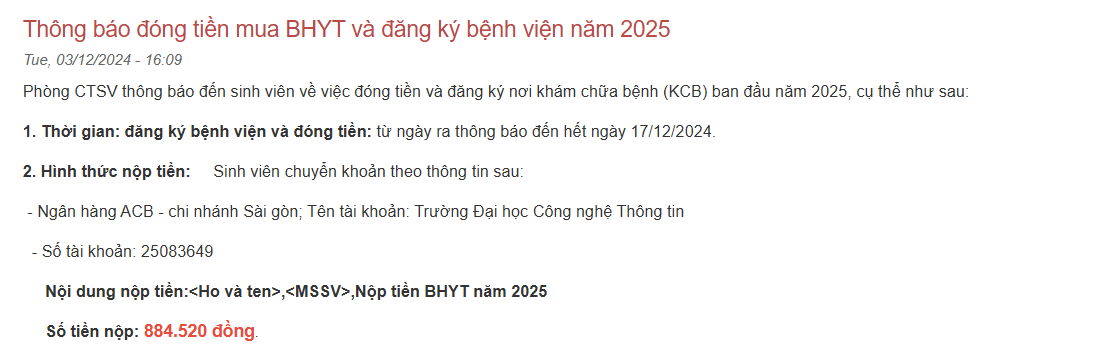 Thông báo đóng tiền mua BHYT và đăng ký bệnh viện năm 2025
Tue, 03/12/2024 - 16:09
Phòng CTSV thông báo đến sinh viên về việc đóng tiền và đăng ký nơi khám chữa bệnh (KCB) ban đầu năm 2025, cụ thể như sau:
1. Thời gian: đăng ký bệnh viện và đóng tiền: từ ngày ra thông báo đến hết ngày 17/12/2024.
2. Hình thức nộp tiền: Sinh viên chuyển khoản theo thông tin sau:
- Ngân hàng ACB - chi nhánh Sài gòn; Tên tài khoản: Trường Đại học Công nghệ Thông tin
- Số tài khoản: 25083649
Nội dung nộp tiền:<Ho và ten>,<MSSV>,Nộp tiền BHYT năm 2025
Số tiền nộp: 884.520 đồng.